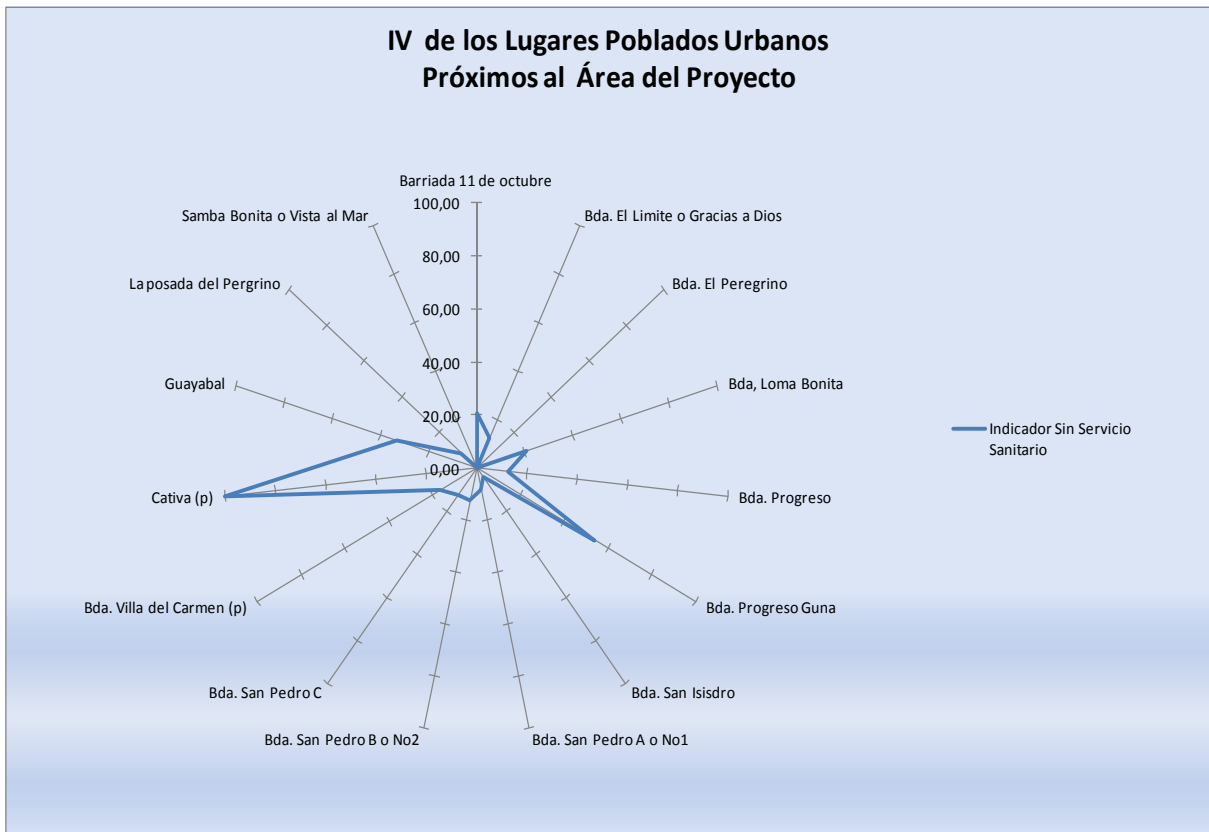 IV de los Lugares Poblados Urbanos
Próximos al Área del Proyecto
Barriada 11 de octubre
Bda. El Limite o Gracias a Dios
Bda. El Peregrino
Bda, Loma Bonita
Bda. Progreso
Bda. Progreso Guna
Bda. San Isisdro
Bda. San Pedro A o No1
Bda. San Pedro B o No2
Bda. San Pedro C
Bda. Villa del Carmen (p)
Cativa (p)
Guayabal
La posada del Pergrino
Samba Bonita o Vista al Mar
100,00
80,00
60,00
40,00
20,00
0,00
Indicador Sin Servicio
Sanitario